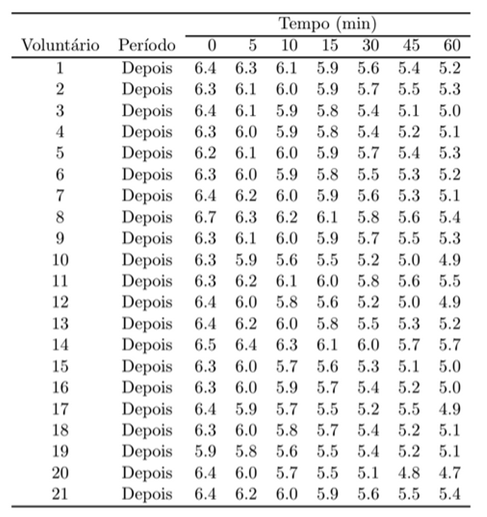 Tempo (min)
Voluntário Período 0 5 10 15 30 45 60
1 Depois 6.4 6.3 6.1 5.9 5.6 5.4 5.2
2 Depois 6.3 6.1 6.0 5.9 5.7 5.5 5.3
3 Depois 6.4 6.1 5.9 5.8 5.4 5.1 5.0
4 Depois 6.3 6.0 5.9 5.8 5.4 5.2 5.1
5 Depois 6.2 6.1 6.0 5.9 5.7 5.4 5.3
6 Depois 6.3 6.0 5.9 5.8 5.5 5.3 5.2
7 Depois 6.4 6.2 6.0 5.9 5.6 5.3 5.1
8 Depois 6.7 6.3 6.2 6.1 5.8 5.6 5.4
9 Depois 6.3 6.1 6.0 5.9 5.7 5.5 5.3
10 Depois 6.3 5.9 5.6 5.5 5.2 5.0 4.9
11 Depois 6.3 6.2 6.1 6.0 5.8 5.6 5.5
12 Depois 6.4 6.0 5.8 5.6 5.2 5.0 4.9
13 Depois 6.4 6.2 6.0 5.8 5.5 5.3 5.2
14 Depois 6.5 6.4 6.3 6.1 6.0 5.7 5.7
15 Depois 6.3 6.0 5.7 5.6 5.3 5.1 5.0
16 Depois 6.3 6.0 5.9 5.7 5.4 5.2 5.0
17 Depois 6.4 5.9 5.7 5.5 5.2 5.5 4.9
18 Depois 6.3 6.0 5.8 5.7 5.4 5.2 5.1
19 Depois 5.9 5.8 5.6 5.5 5.4 5.2 5.1
20 Depois 6.4 6.0 5.7 5.5 5.1 4.8 4.7
21 Depois 6.4 6.2 6.0 5.9 5.6 5.5 5.4